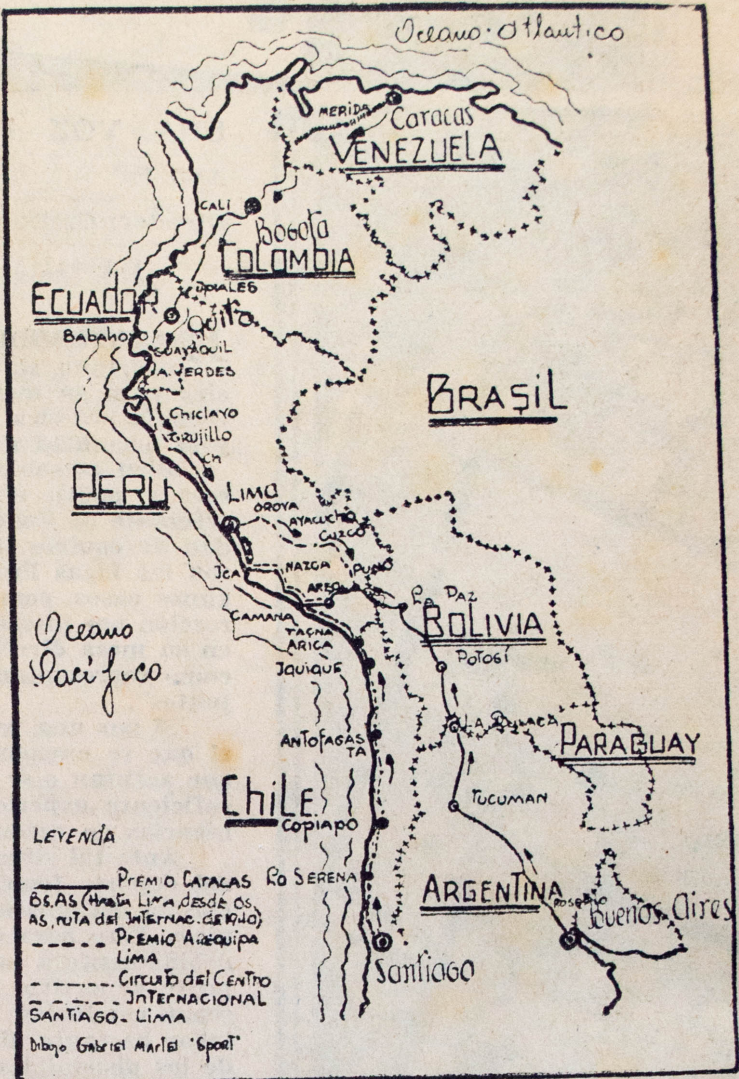 Oceano Atlantico
MERIDA
Caracas
VENEZUELA
CALI
Bogota
COLOMBIA
IPIALES
ECUADOR
Quito
BABAHOYO
GUAYAQUIL
A. VERDES
BRASIL
CHICLAYO
TRUJILLO
CH
PERU
LIMA
OROYA
AYACUCHO
CUZCO
ICA
NAZCA
PUNO
AREQ
LA PAZ
CAMANA
BOLIVIA
TACNA
ARICA
Oceano
Pacifico
IQUIQUE
POTOSÍ
LA QUIACA
ANTOFAGAS
TA
PARAGUAY
CHILE
TUCUMAN
COPIAPO
LEYENDA
LA SERENA
PREMIO CARACAS
BS.AS (HASTA LIMA, DESDE BS.
AS, RUTA DEL INTERNAC. DE 1940)
ARGENTINA
ROSARIO
Buenos Aires
PREMIO AREQUIPA
LIMA
CIRCUITO DEL CENTRO
INTERNACIONAL
SANTIAGO - LIMA
Santiago
Dibujo GABRIEL MARTEL "SPORT"